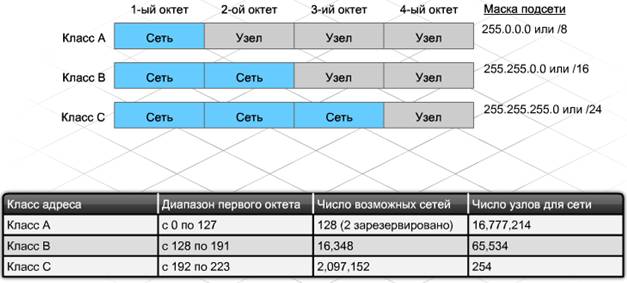 1-ый октет 2-ой октет 3-ий октет 4-ый октет Маска подсети
Класс A Сеть Узел Узел Узел 255.0.0.0 или /8
Класс B Сеть Сеть Узел Узел 255.255.0.0 или /16
Класс C Сеть Сеть Сеть Узел 255.255.255.0 или /24
Класс адреса Диапазон первого октета Число возможных сетей Число узлов для сети
Класс A с 0 по 127 128 (2 зарезервировано) 16,777,214
Класс B с 128 по 191 16,348 65,534
Класс C с 192 по 223 2,097,152 254